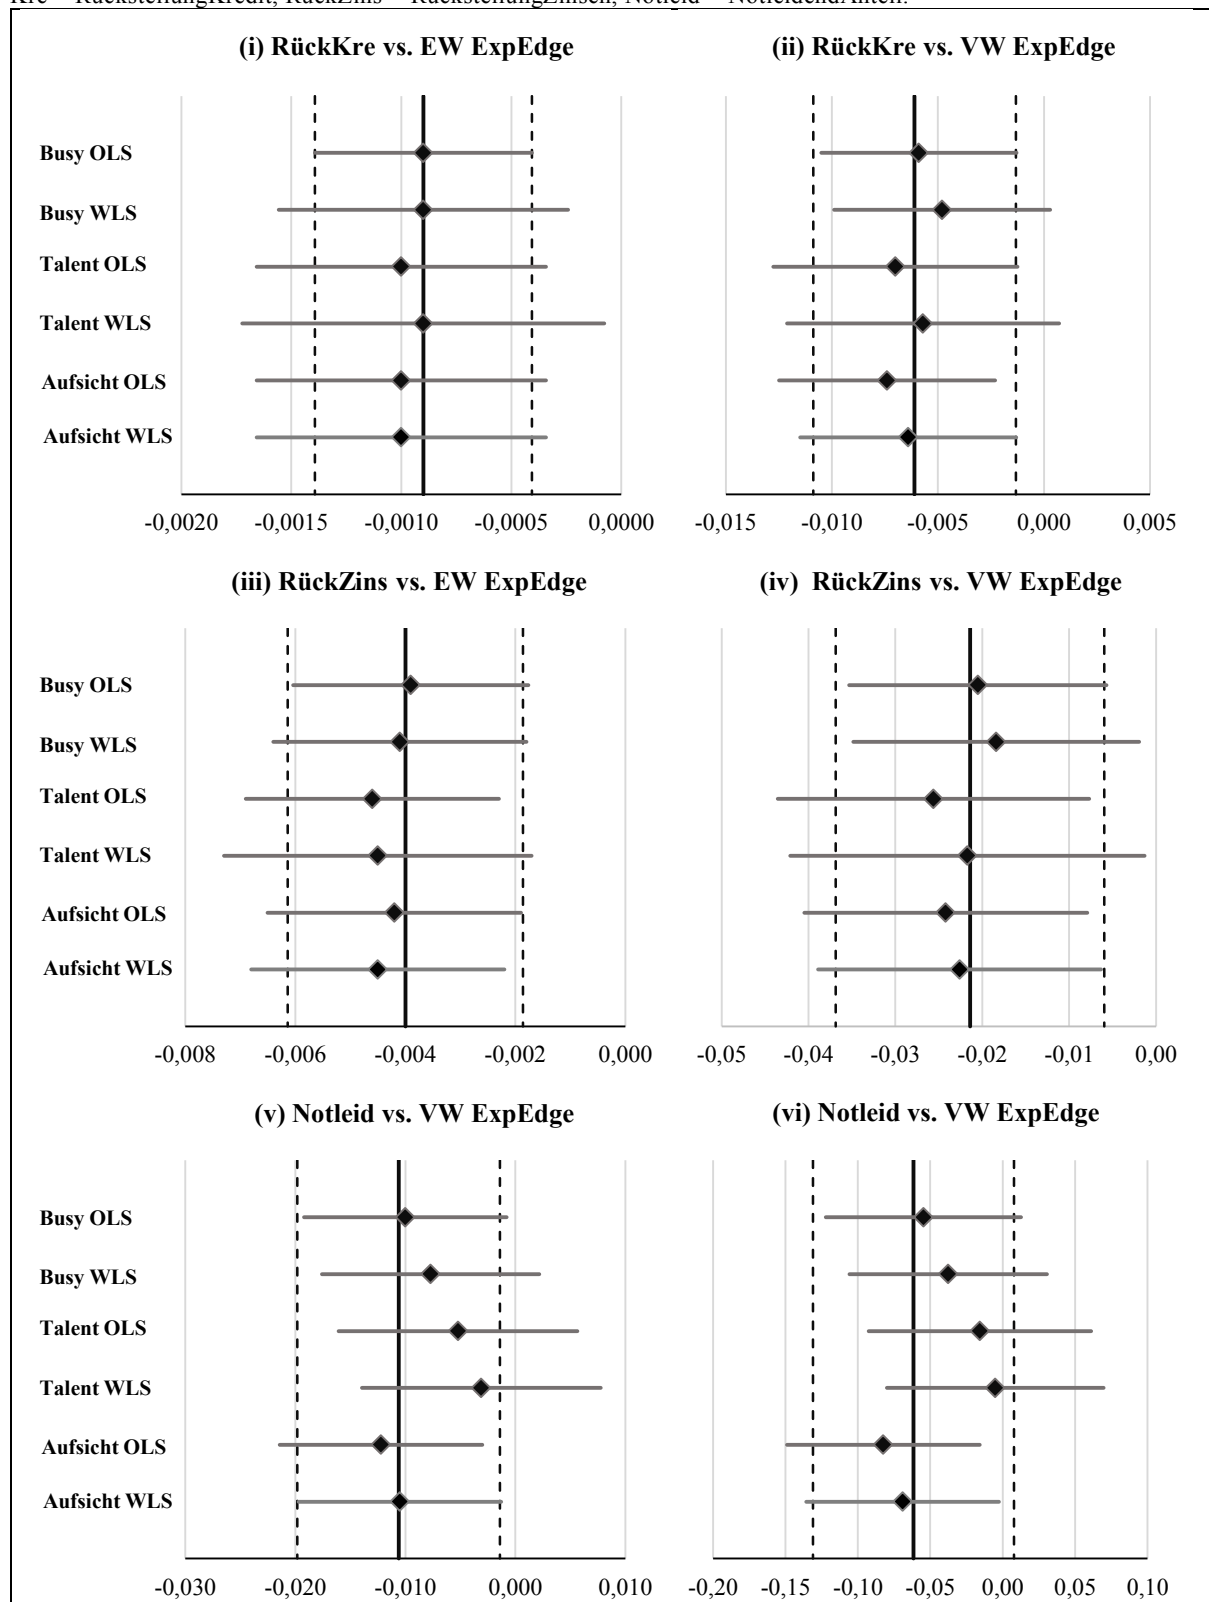 Kre = RückstellungKredit; RückZins = RückstellungZinsen; Notleid = NotleidendAnteil.
(i) RückKre vs. EW ExpEdge
(ii) RückKre vs. VW ExpEdge
Busy OLS
Busy WLS
Talent OLS
Talent WLS
Aufsicht OLS
Aufsicht WLS
-0,0020 -0,0015 -0,0010 -0,0005 0,0000
-0,015 -0,010 -0,005 0,000 0,005
(iii) RückZins vs. EW ExpEdge
(iv) RückZins vs. VW ExpEdge
Busy OLS
Busy WLS
Talent OLS
Talent WLS
Aufsicht OLS
Aufsicht WLS
-0,008 -0,006 -0,004 -0,002 0,000
-0,05 -0,04 -0,03 -0,02 -0,01 0,00
(v) Notleid vs. VW ExpEdge
(vi) Notleid vs. VW ExpEdge
Busy OLS
Busy WLS
Talent OLS
Talent WLS
Aufsicht OLS
Aufsicht WLS
-0,030 -0,020 -0,010 0,000 0,010
-0,20 -0,15 -0,10 -0,05 0,00 0,05 0,10